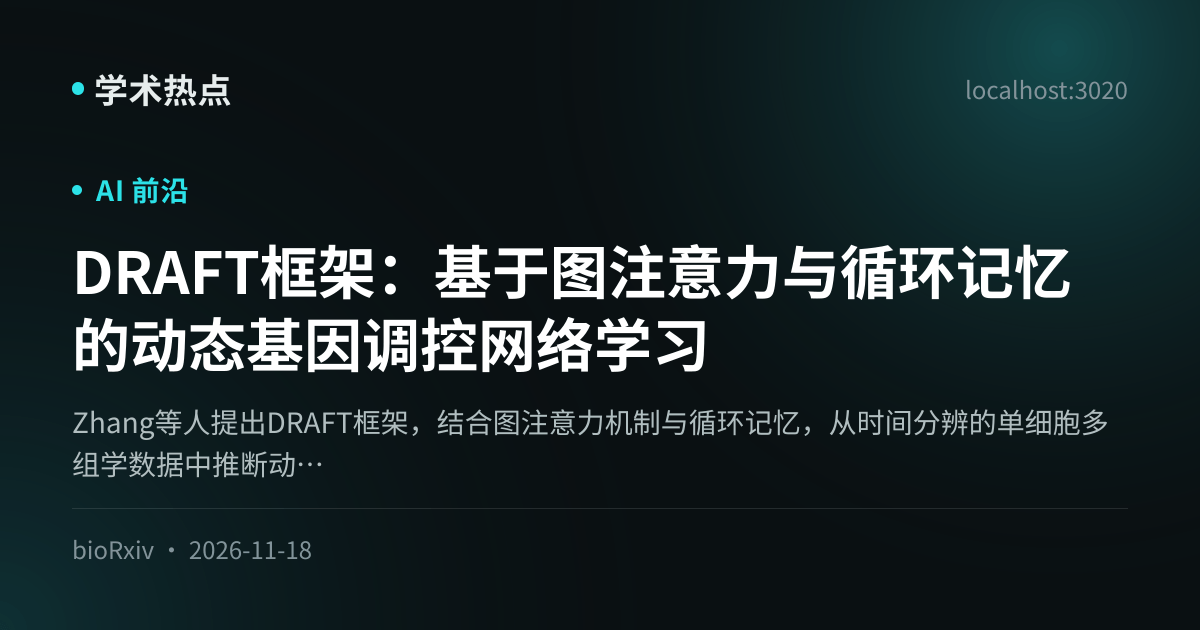 学术热点
localhost:3020
AI 前沿
DRAFT框架：基于图注意力与循环记忆
的动态基因调控网络学习
Zhang等人提出DRAFT框架，结合图注意力机制与循环记忆，从时间分辨的单细胞多
组学数据中推断动…
bioRxiv · 2026-11-18